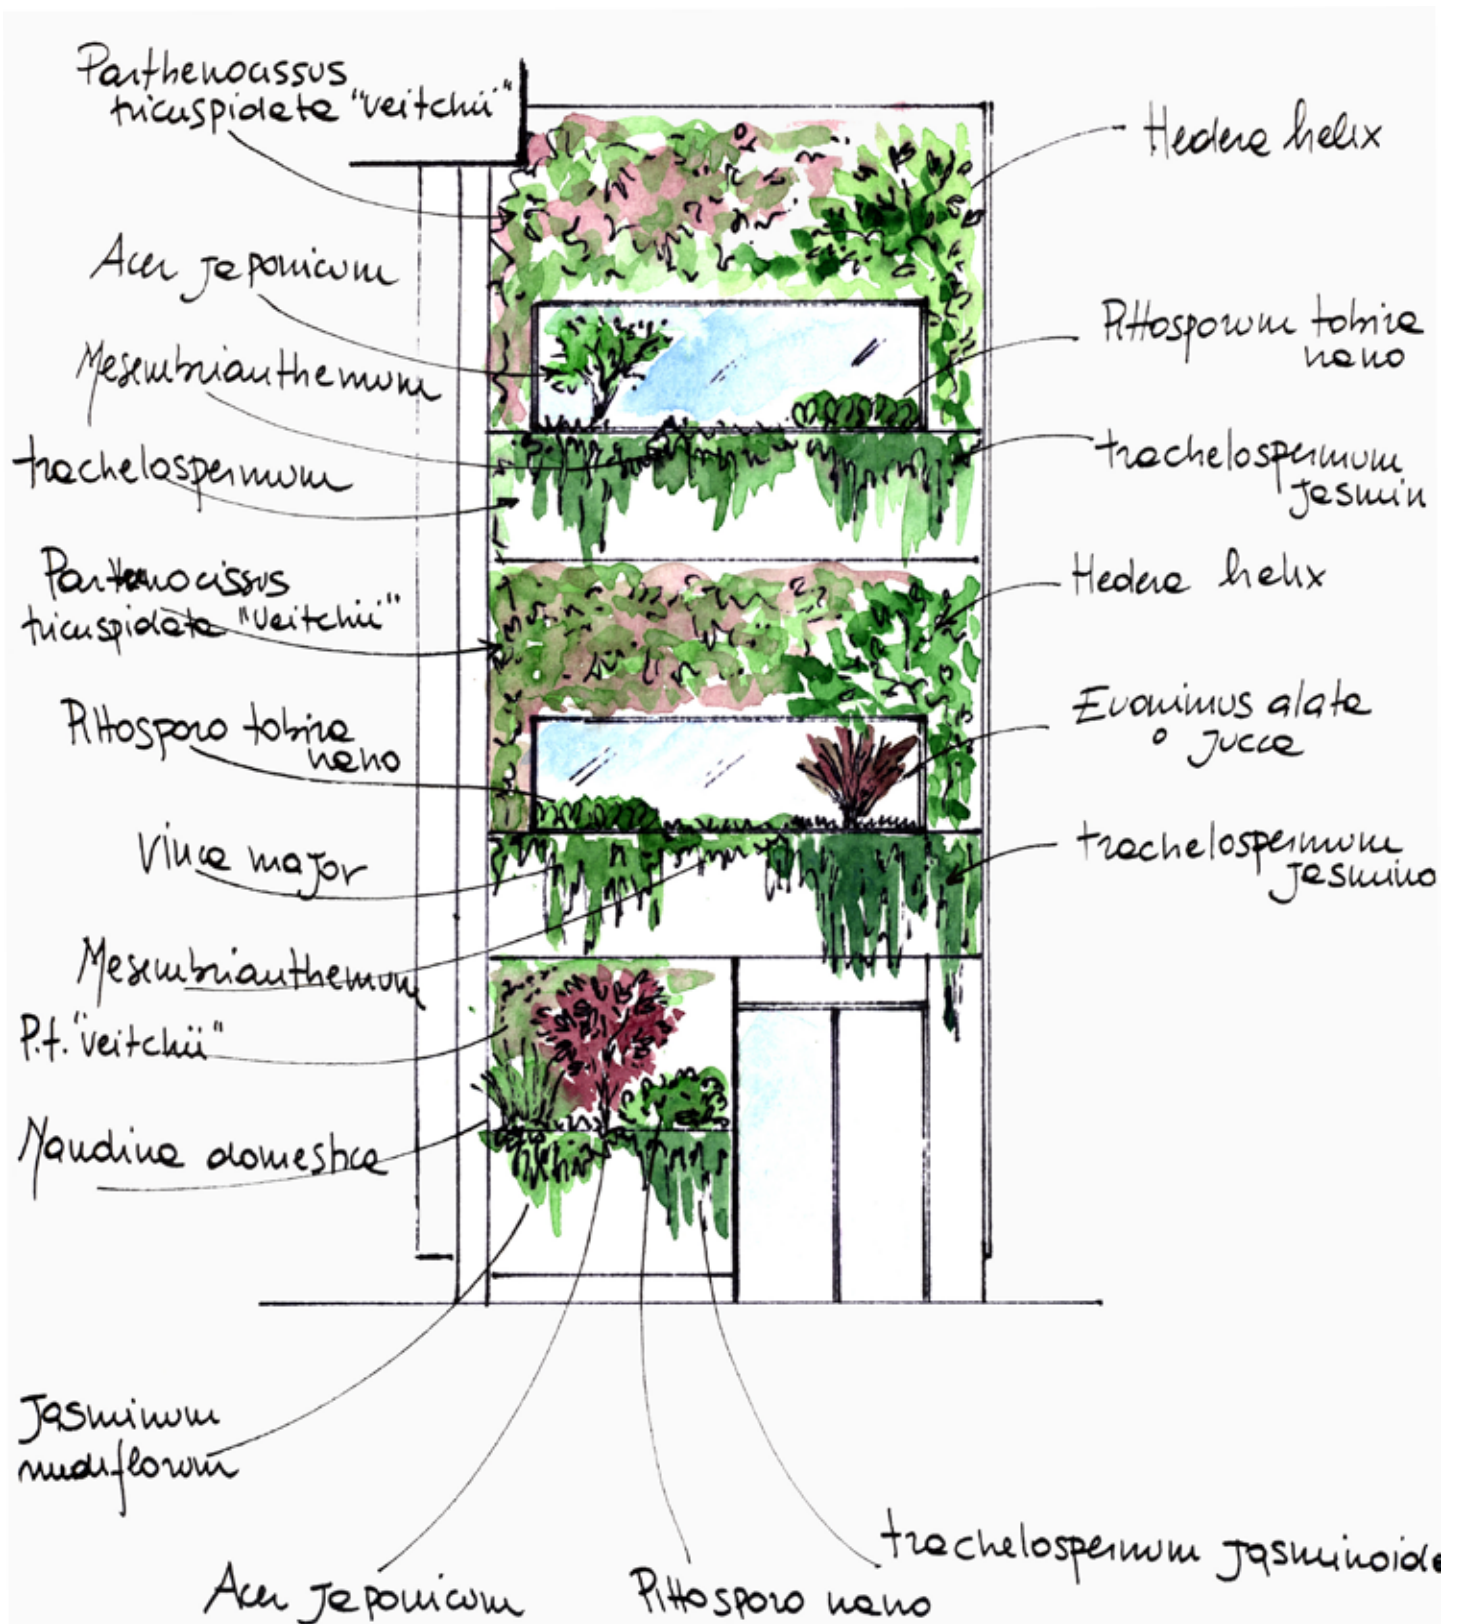 Parthenocissus
tricuspidata "veitchii"
Hedera helix
Acer japonicum
Pittosporum tobira
nano
Mesembrianthemum
trachelospermum
trachelospermum
jasmin
Parthenocissus
tricuspidata "Veitchii"
Hedera helix
Pittosporo tobira
nano
Evonimus alata
o jucca
Vinca major
trachelospermum
jasmino
Mesembrianthemum
P.t. "veitchii"
Nandina domestica
Jasminum
nudiflorum
Acer japonicum
Pittosporo nano
trachelospermum jasminoide